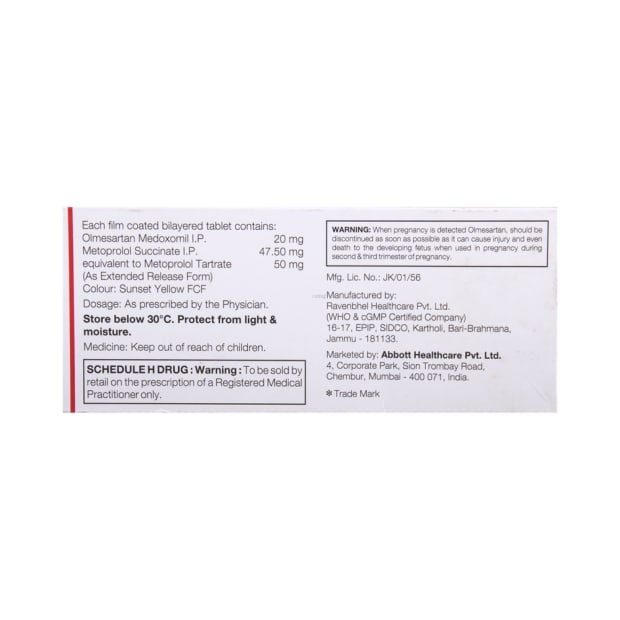 Each film coated bilayered tablet contains:
Olmesartan Medoxomil I.P. 20 mg
Metoprolol Succinate I.P. 47.50 mg
equivalent to Metoprolol Tartrate 50 mg
(As Extended Release Form)
Colour: Sunset Yellow FCF
Dosage: As prescribed by the Physician.
Store below 30°C. Protect from light &
moisture.
Medicine: Keep out of reach of children.
SCHEDULE H DRUG : Warning : To be sold by
retail on the prescription of a Registered Medical
Practitioner only.
WARNING: When pregnancy is detected Olmesartan, should be
discontinued as soon as possible as it can cause injury and even
death to the developing fetus when used in pregnancy during
second & third trimester of pregnancy.
Mfg. Lic. No.: JK/01/56
Manufactured by:
Ravenbhel Healthcare Pvt. Ltd.
(WHO & cGMP Certified Company)
16-17, EPIP, SIDCO, Kartholi, Bari-Brahmana,
Jammu - 181133.
Marketed by: Abbott Healthcare Pvt. Ltd.
4, Corporate Park, Sion Trombay Road,
Chembur, Mumbai - 400 071, India.
✻ Trade Mark